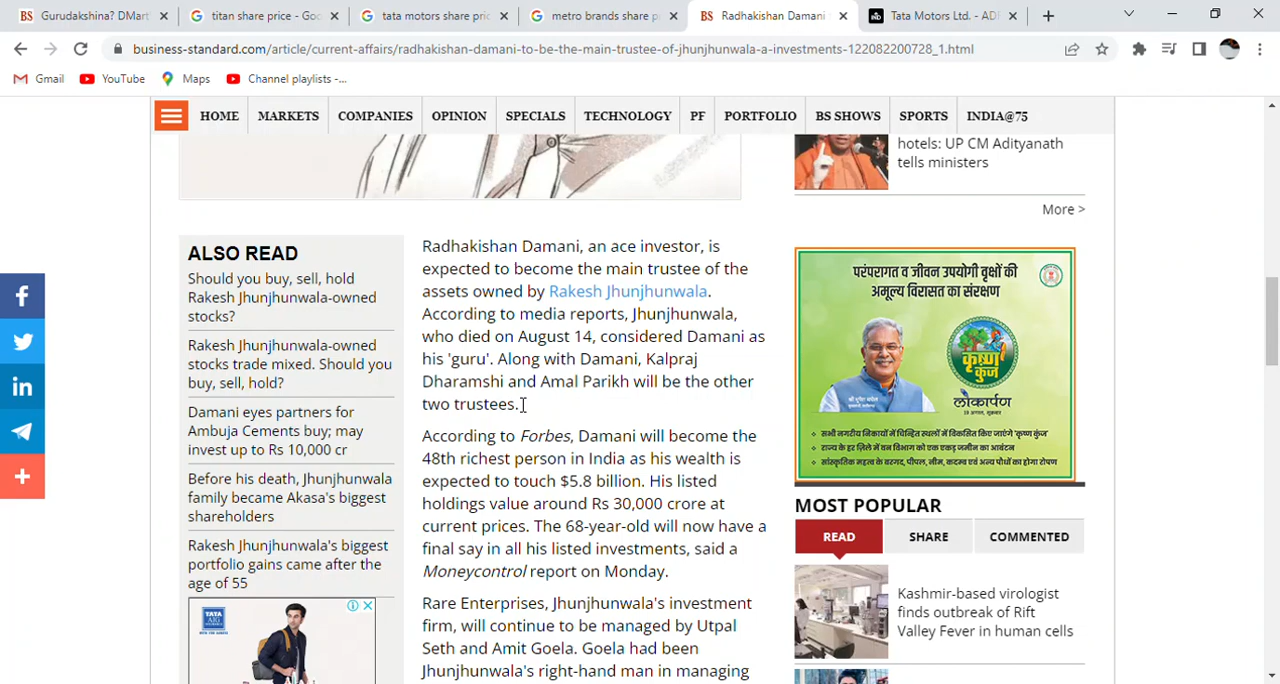 BS Gurudakshina? DMart
titan share price - Goo
tata motors share pric
metro brands share p
BS Radhakishan Damani
Tata Motors Ltd. - AD
business-standard.com/article/current-affairs/radhakishan-damani-to-be-the-main-trustee-of-jhunjhunwala-a-investments-122082200728_1.html
Gmail YouTube Maps Channel playlists -...
HOME MARKETS COMPANIES OPINION SPECIALS TECHNOLOGY PF PORTFOLIO BS SHOWS SPORTS INDIA@75
hotels: UP CM Adityanath
tells ministers
More >
ALSO READ
Should you buy, sell, hold
Rakesh Jhunjhunwala-owned
stocks?
Rakesh Jhunjhunwala-owned
stocks trade mixed. Should you
buy, sell, hold?
Damani eyes partners for
Ambuja Cements buy; may
invest up to Rs 10,000 cr
Before his death, Jhunjhunwala
family became Akasa's biggest
shareholders
Rakesh Jhunjhunwala's biggest
portfolio gains came after the
age of 55
TATA
AIG
Radhakishan Damani, an ace investor, is
expected to become the main trustee of the
assets owned by Rakesh Jhunjhunwala.
According to media reports, Jhunjhunwala,
who died on August 14, considered Damani as
his 'guru'. Along with Damani, Kalpraj
Dharamshi and Amal Parikh will be the other
two trustees.
According to Forbes, Damani will become the
48th richest person in India as his wealth is
expected to touch $5.8 billion. His listed
holdings value around Rs 30,000 crore at
current prices. The 68-year-old will now have a
final say in all his listed investments, said a
Moneycontrol report on Monday.
Rare Enterprises, Jhunjhunwala's investment
firm, will continue to be managed by Utpal
Seth and Amit Goela. Goela had been
Jhunjhunwala's right-hand man in managing
परंपरागत व जीवन उपयोगी वृक्षों की
अमूल्य विरासत का संरक्षण
कृष्ण
कुंज
लोकार्पण
MOST POPULAR
READ SHARE COMMENTED
Kashmir-based virologist
finds outbreak of Rift
Valley Fever in human cells